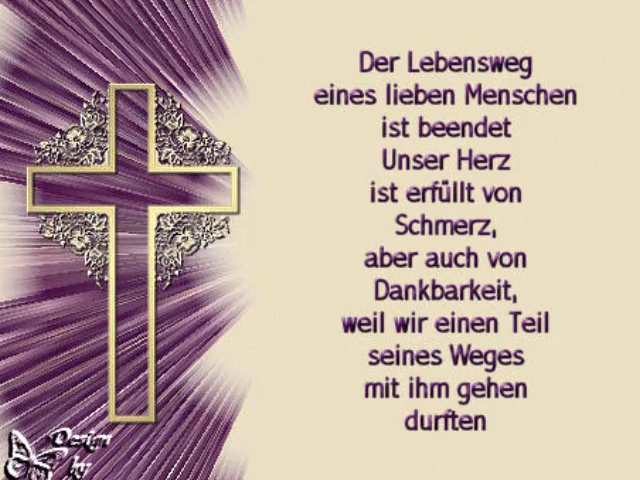 Der Lebensweg
eines lieben Menschen
ist beendet
Unser Herz
ist erfüllt von
Schmerz,
aber auch von
Dankbarkeit,
weil wir einen Teil
seines Weges
mit ihm gehen
durften
Design
by